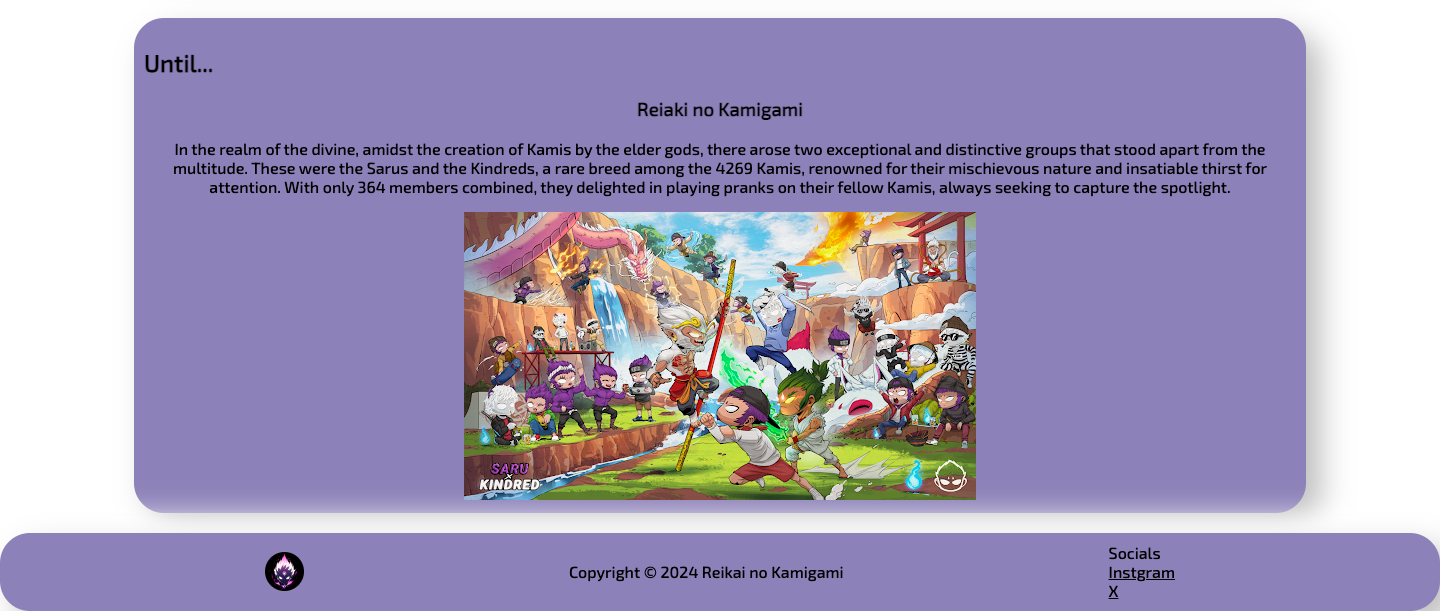 Until...
Reiaki no Kamigami
In the realm of the divine, amidst the creation of Kamis by the elder gods, there arose two exceptional and distinctive groups that stood apart from the
multitude. These were the Sarus and the Kindreds, a rare breed among the 4269 Kamis, renowned for their mischievous nature and insatiable thirst for
attention. With only 364 members combined, they delighted in playing pranks on their fellow Kamis, always seeking to capture the spotlight.
SARU
X
KINDRED
Copyright © 2024 Reikai no Kamigami
Socials
Instgram
X